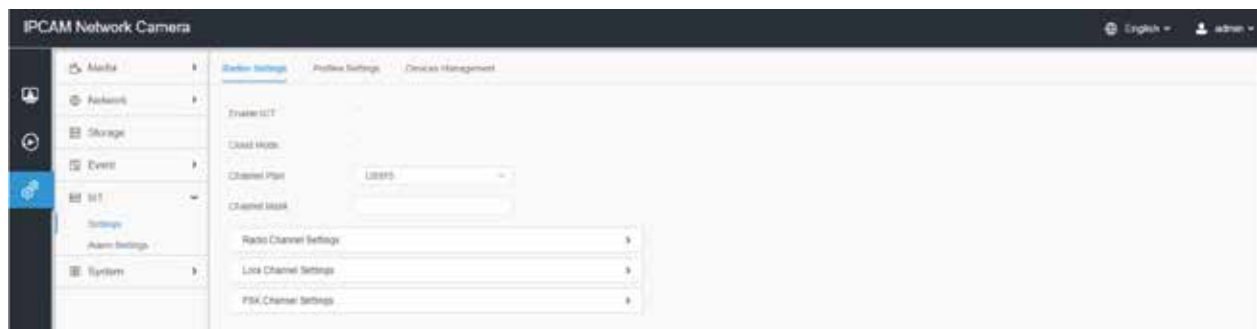 IPCAM Network Camera
English
admin
Media
Radios Settings
Profiles Settings
Devices Management
Network
Enable IOT
Storage
Cloud Mode
Event
Channel Plan
US915
IOT
Channel Mask
Settings
Alarm Settings
Radio Channel Settings
System
Lora Channel Settings
FSK Channel Settings